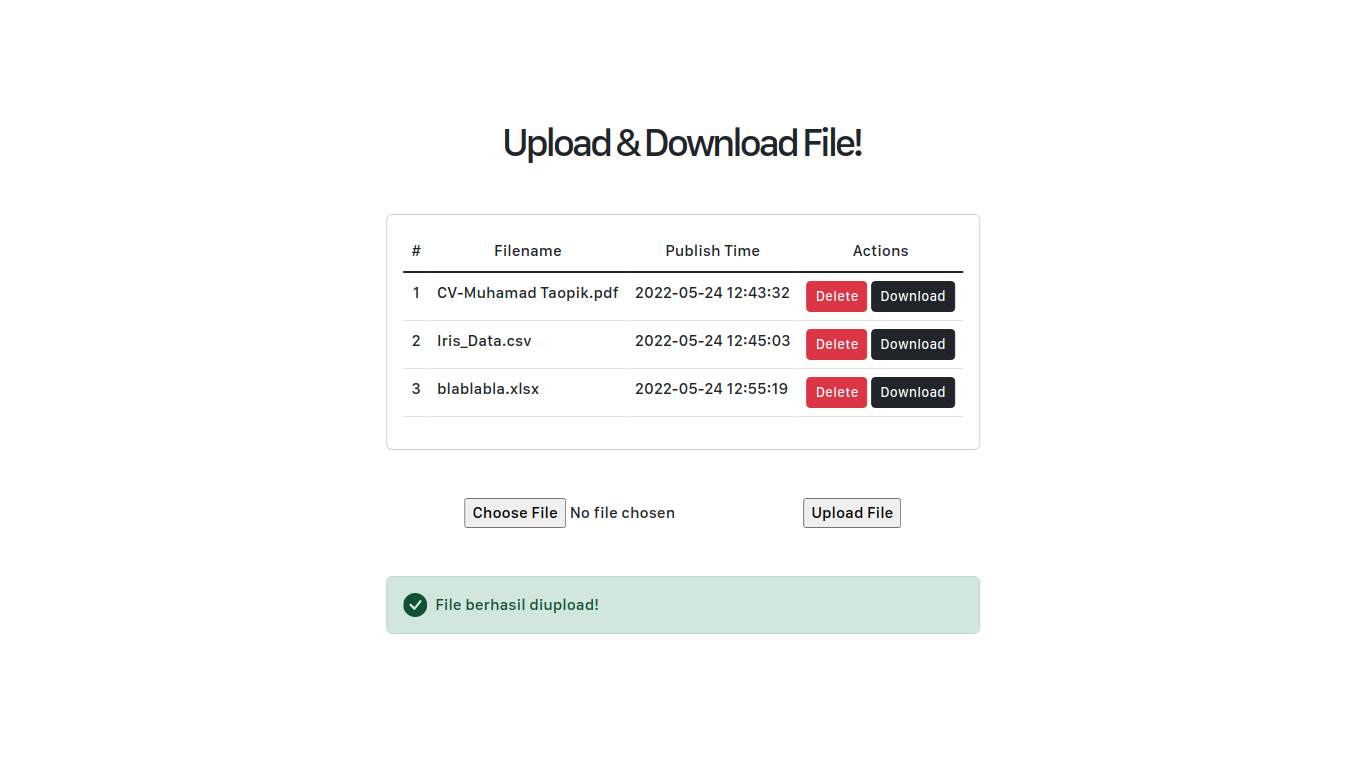 Upload & Download File!
# Filename Publish Time Actions
1 CV-Muhamad Taopik.pdf 2022-05-24 12:43:32 Delete Download
2 Iris_Data.csv 2022-05-24 12:45:03 Delete Download
3 blablabla.xlsx 2022-05-24 12:55:19 Delete Download
Choose File No file chosen Upload File
File berhasil diupload!